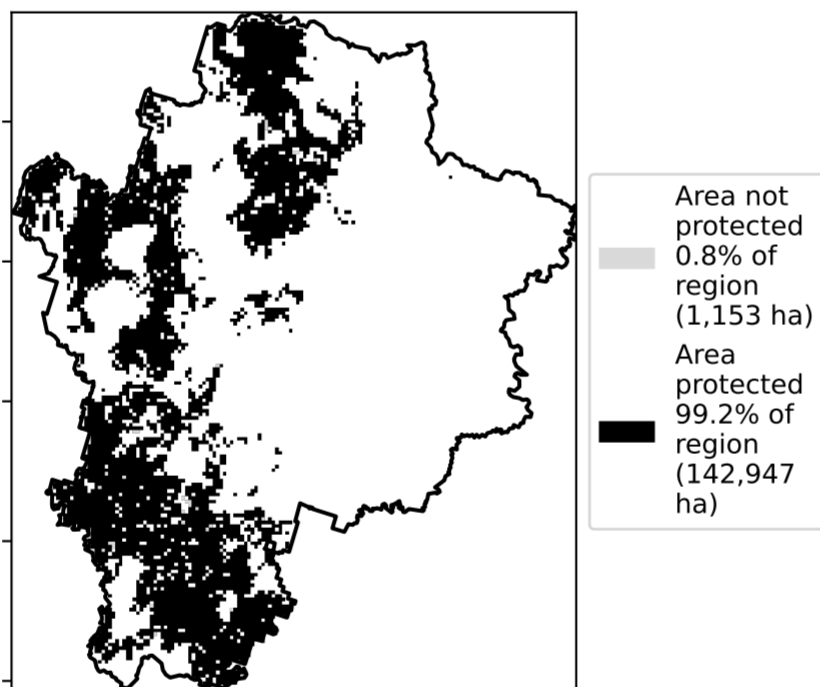 Area not
protected
0.8% of
region
(1,153 ha)
Area
protected
99.2% of
region
(142,947
ha)